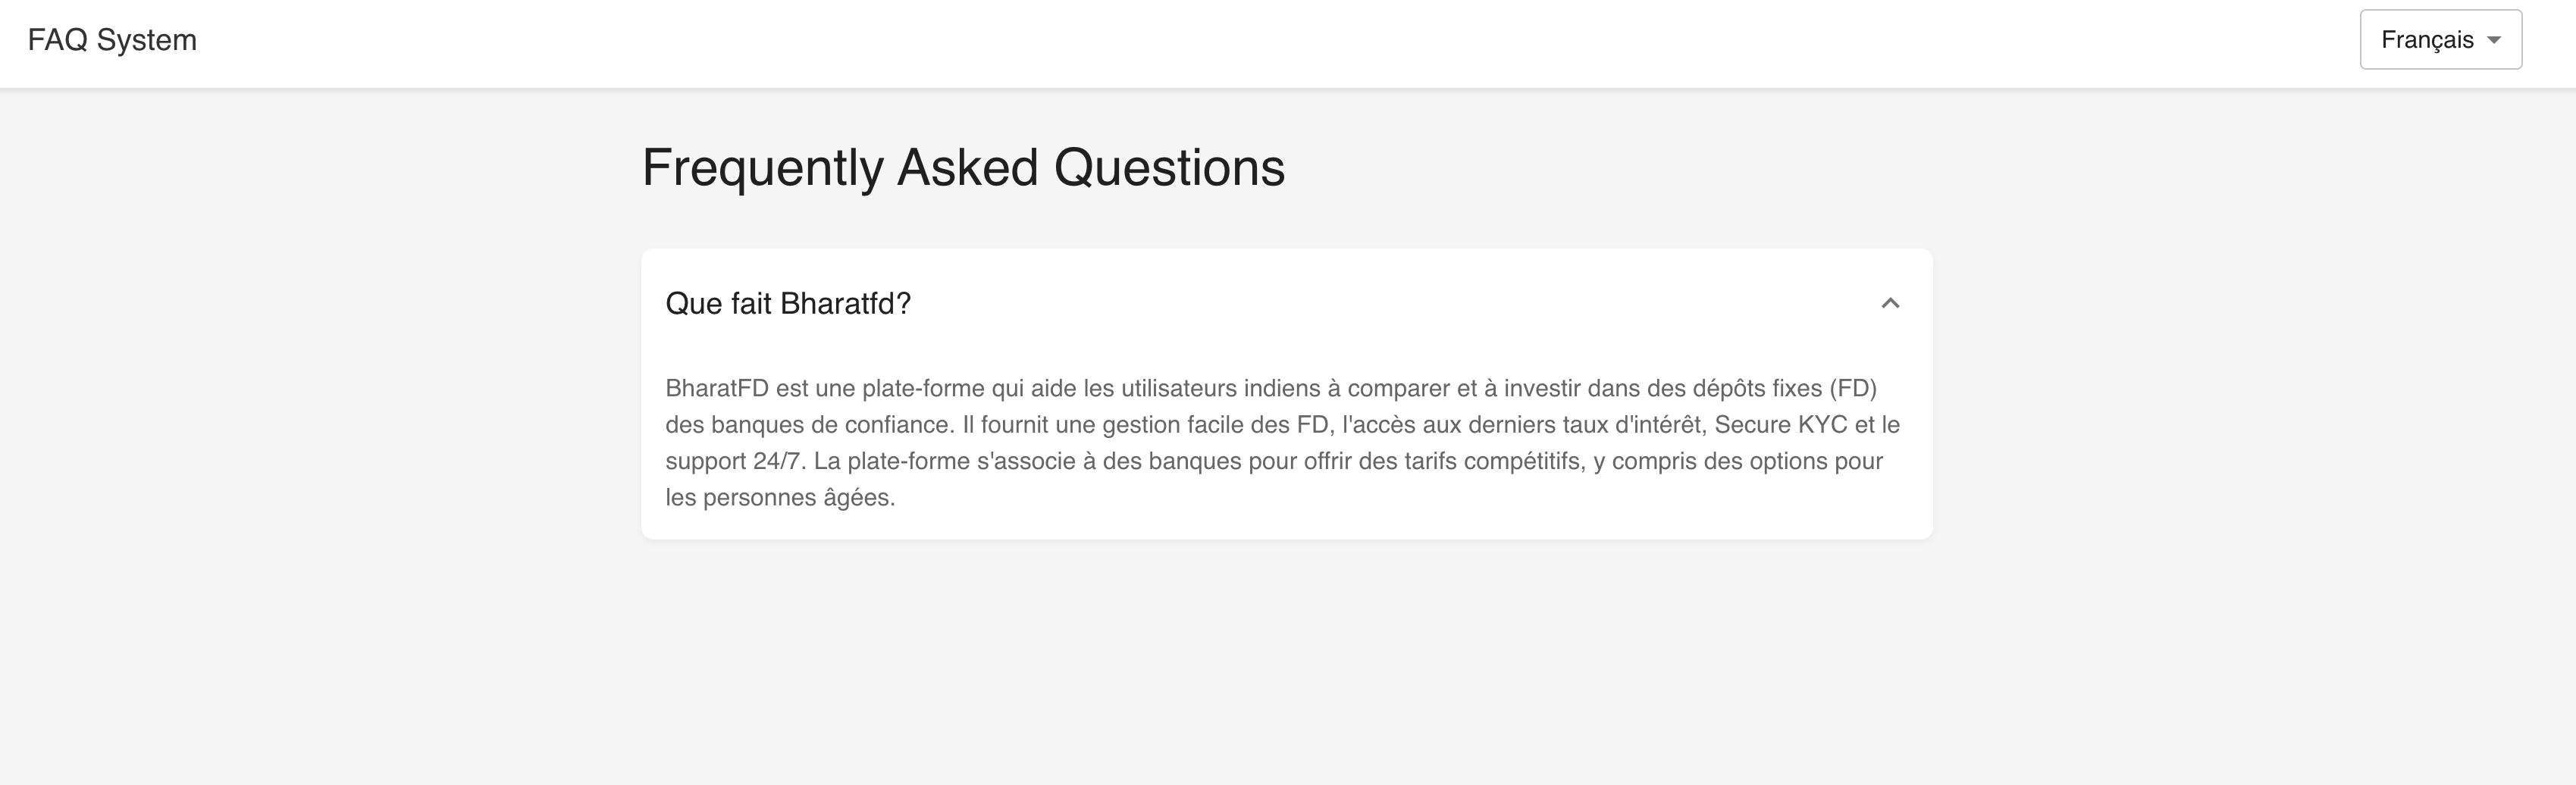 FAQ System
Français
Frequently Asked Questions
Que fait Bharatfd?
BharatFD est une plate-forme qui aide les utilisateurs indiens à comparer et à investir dans des dépôts fixes (FD)
des banques de confiance. Il fournit une gestion facile des FD, l'accès aux derniers taux d'intérêt, Secure KYC et le
support 24/7. La plate-forme s'associe à des banques pour offrir des tarifs compétitifs, y compris des options pour
les personnes âgées.